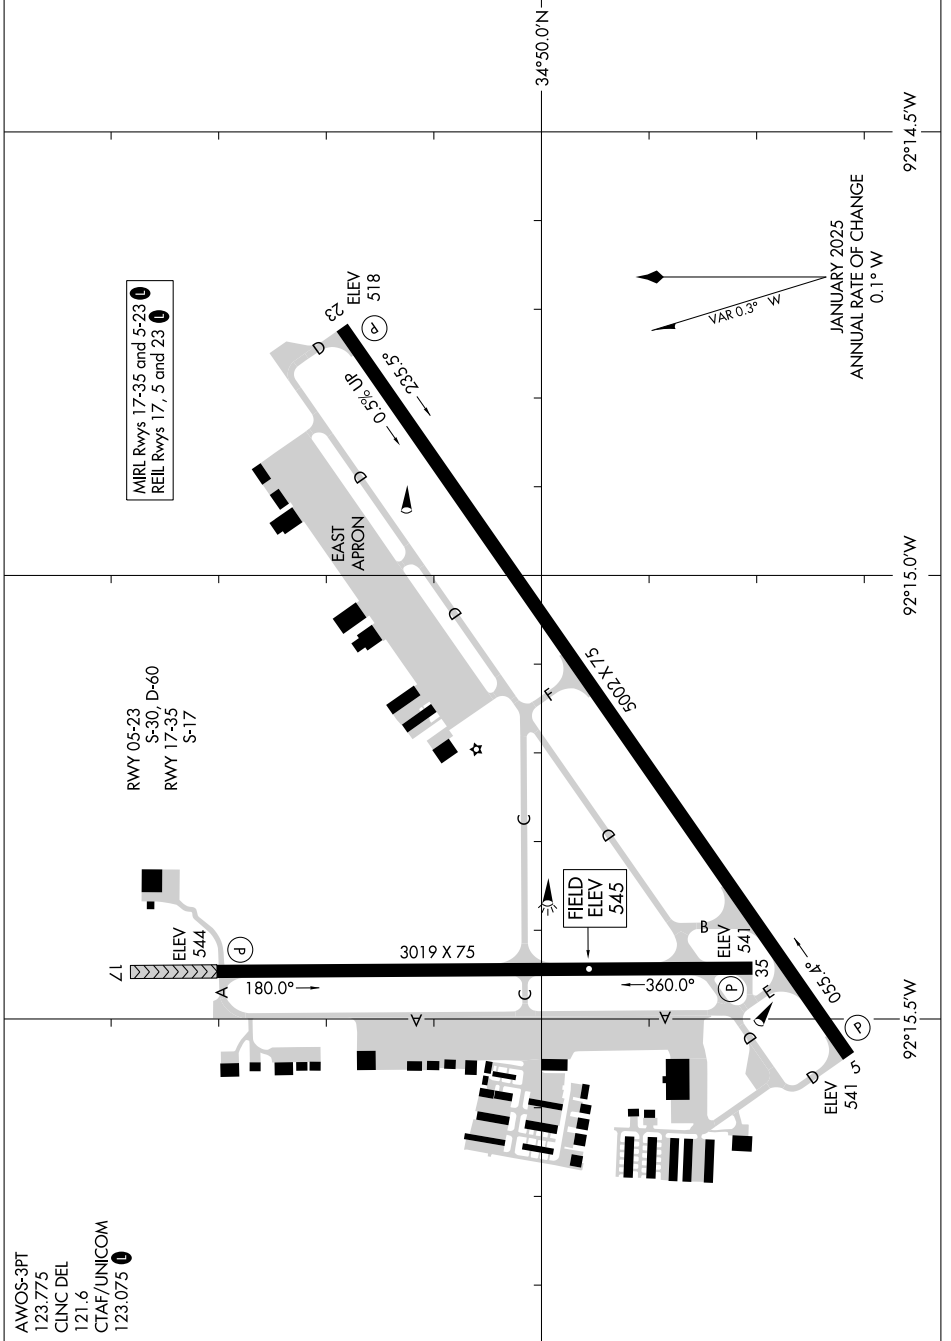 AWOS-3PT
123.775
CLNC DEL
121.6
CTAF/UNICOM
123.075 L
RWY 05-23
S-30, D-60
RWY 17-35
S-17
MIRL Rwys 17-35 and 5-23 L
REIL Rwys 17, 5 and 23 L
17
ELEV
544
P
A
180.0°
3019 X 75
C
C
A
A
FIELD
ELEV
545
360.0°
P
ELEV
541
35
B
F
D
D
ELEV
541
5
P
055.4°
D
F
5002 X 75
D
D
EAST
APRON
D
0.5% UP
235.5°
23
ELEV
518
P
34°50.0'N
92°15.5'W
92°15.0'W
92°14.5'W
VAR 0.3° W
JANUARY 2025
ANNUAL RATE OF CHANGE
0.1° W